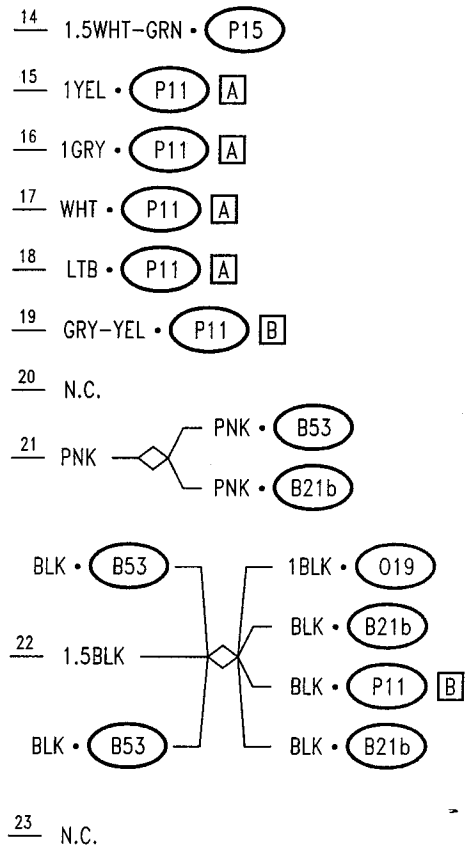 14 1.5WHT-GRN • P15
15 1YEL • P11 A
16 1GRY • P11 A
17 WHT • P11 A
18 LTB • P11 A
19 GRY-YEL • P11 B
20 N.C.
PNK • B53
21 PNK
PNK • B21b
BLK • B53 1BLK • O19
BLK • B21b
22 1.5BLK
BLK • P11 B
BLK • B53 BLK • B21b
23 N.C.